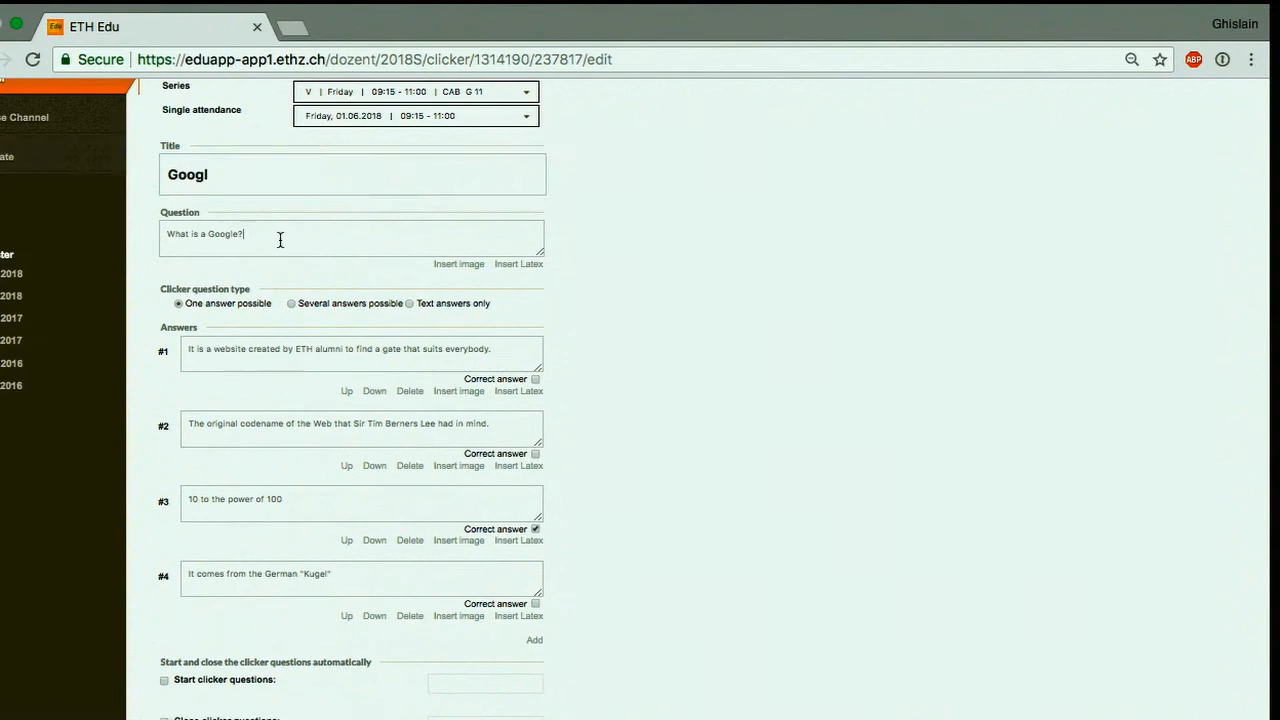 ETH Edu
Ghislain
Secure https://eduapp-app1.ethz.ch/dozent/2018S/clicker/1314190/237817/edit
ABP
Series V | Friday | 09:15 - 11:00 | CAB G 11
Single attendance Friday, 01.06.2018 | 09:15 - 11:00
se Channel
ate
ter
2018
2018
2017
2017
2016
2016
Title
Googl
Question
What is a Google?
Insert image Insert Latex
Clicker question type
One answer possible Several answers possible Text answers only
Answers
#1 It is a website created by ETH alumni to find a gate that suits everybody.
Correct answer
Up Down Delete Insert image Insert Latex
#2 The original codename of the Web that Sir Tim Berners Lee had in mind.
Correct answer
Up Down Delete Insert image Insert Latex
#3 10 to the power of 100
Correct answer
Up Down Delete Insert image Insert Latex
#4 It comes from the German "Kugel"
Correct answer
Up Down Delete Insert image Insert Latex
Add
Start and close the clicker questions automatically
Start clicker questions: